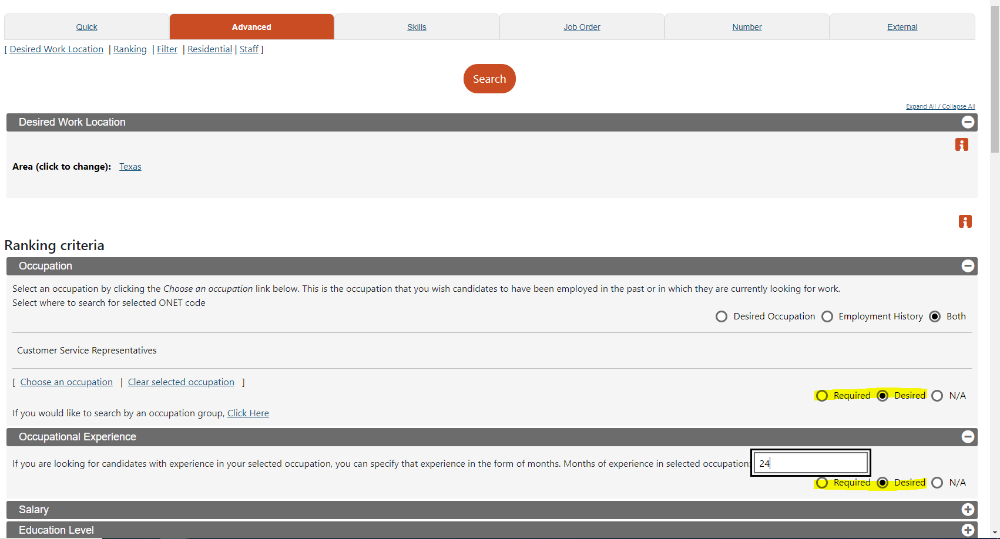 Quick Advanced Skills Job Order Number External
[ Desired Work Location | Ranking | Filter | Residential | Staff ]
Search
Expand All / Collapse All
Desired Work Location
Area (click to change): Texas
Ranking criteria
Occupation
Select an occupation by clicking the Choose an occupation link below. This is the occupation that you wish candidates to have been employed in the past or in which they are currently looking for work.
Select where to search for selected ONET code
Desired Occupation Employment History Both
Customer Service Representatives
[ Choose an occupation | Clear selected occupation ]
Required Desired N/A
If you would like to search by an occupation group, Click Here
Occupational Experience
If you are looking for candidates with experience in your selected occupation, you can specify that experience in the form of months. Months of experience in selected occupation: 24
Required Desired N/A
Salary
Education Level